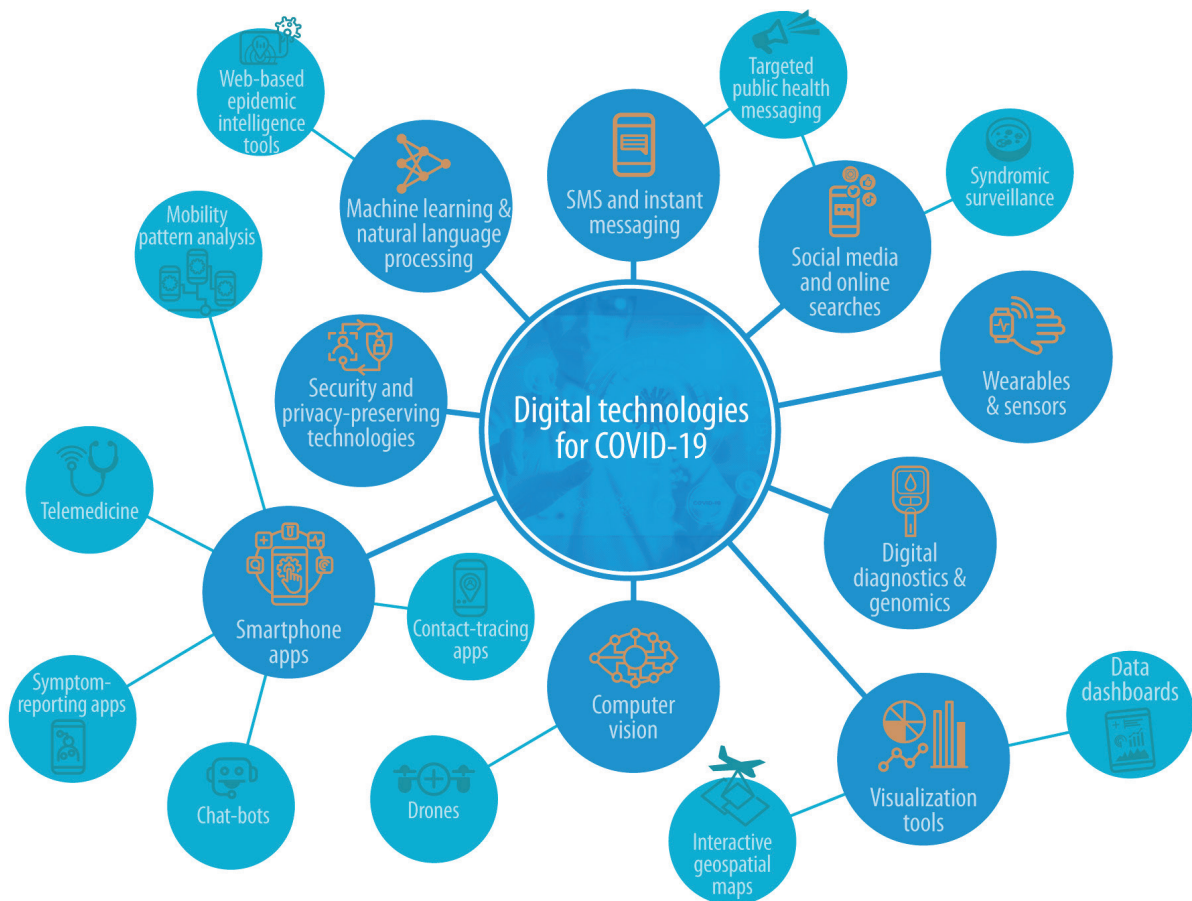 Web-based
epidemic
intelligence
tools
Targeted
public health
messaging
Syndromic
surveillance
Mobility
pattern analysis
Machine learning &
natural language
processing
SMS and instant
messaging
Social media
and online
searches
Wearables
& sensors
Security and
privacy-preserving
technologies
Digital technologies
for COVID-19
Telemedicine
Digital
diagnostics &
genomics
Smartphone
apps
Contact-tracing
apps
Symptom-
reporting apps
Chat-bots
Computer
vision
Drones
Data
dashboards
Visualization
tools
Interactive
geospatial
maps